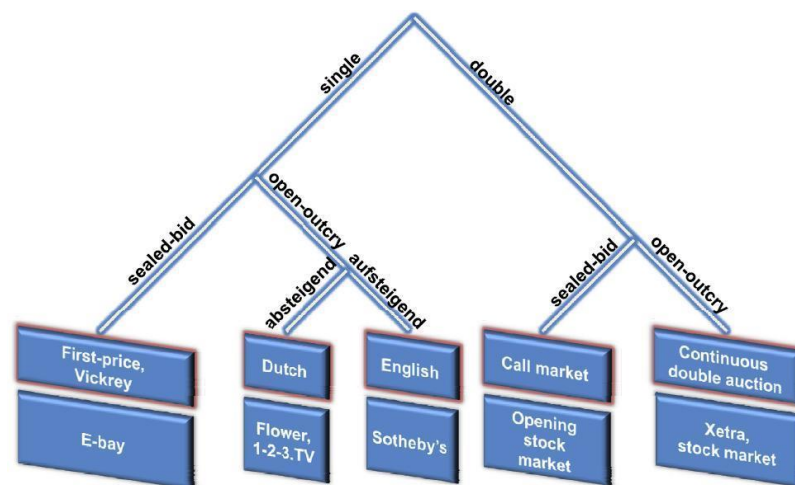 single
double
sealed-bid
open-outcry
absteigend
aufsteigend
sealed-bid
open-outcry
First-price,
Vickrey
Dutch
English
Call market
Continuous
double auction
E-bay
Flower,
1-2-3.TV
Sotheby's
Opening
stock
market
Xetra,
stock market